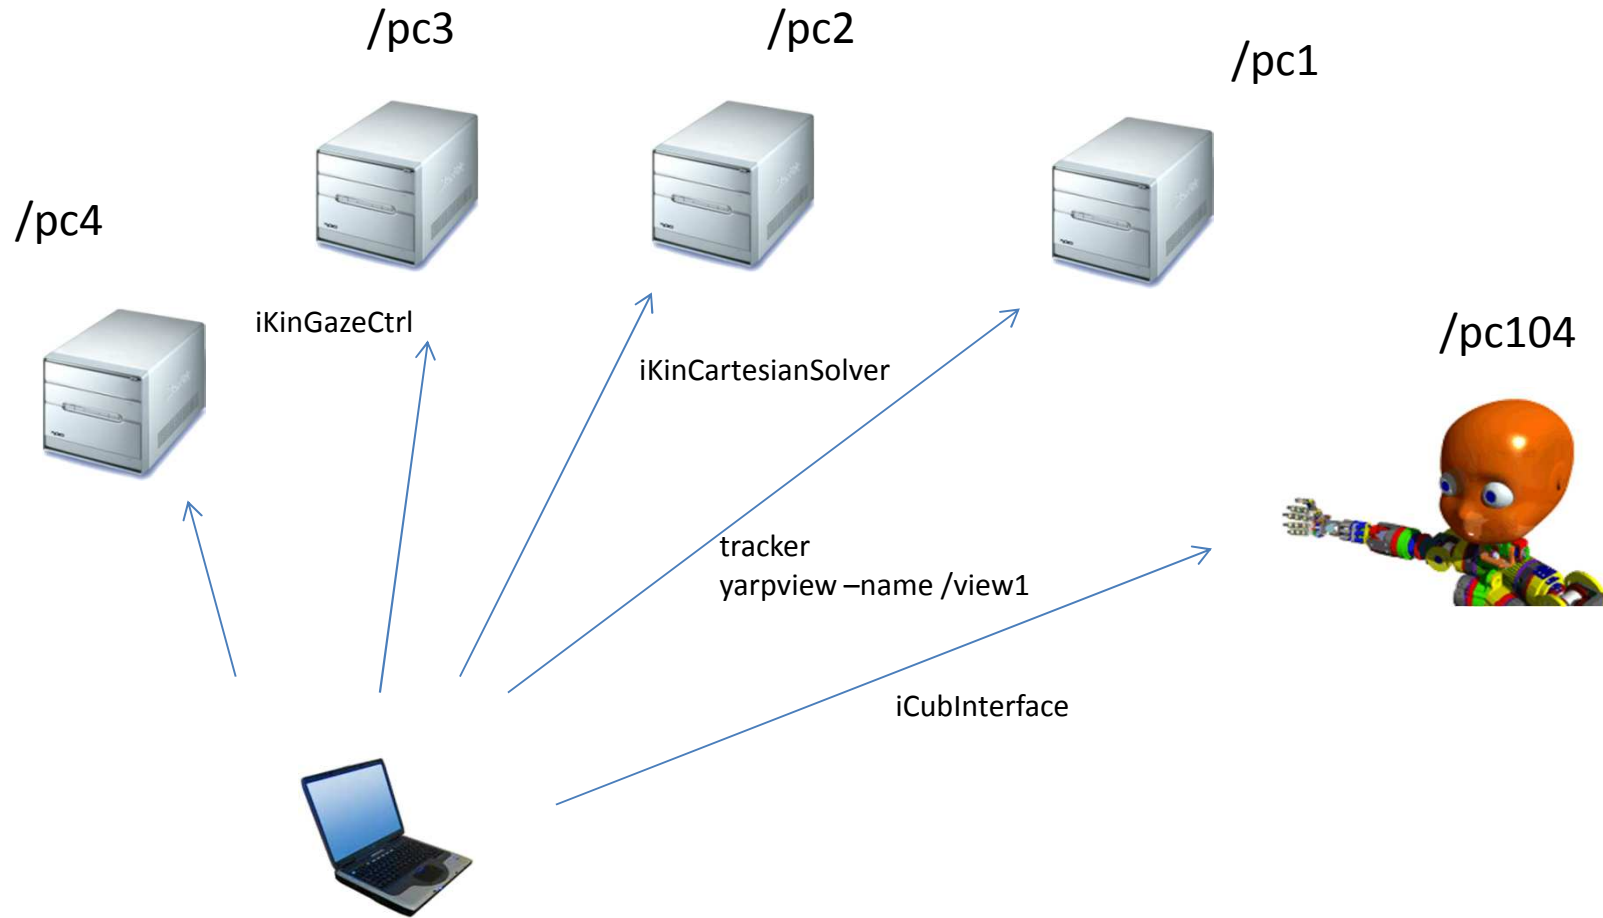 /pc3
/pc2
/pc1
/pc4
iKinGazeCtrl
/pc104
iKinCartesianSolver
tracker
yarpview –name /view1
iCubInterface